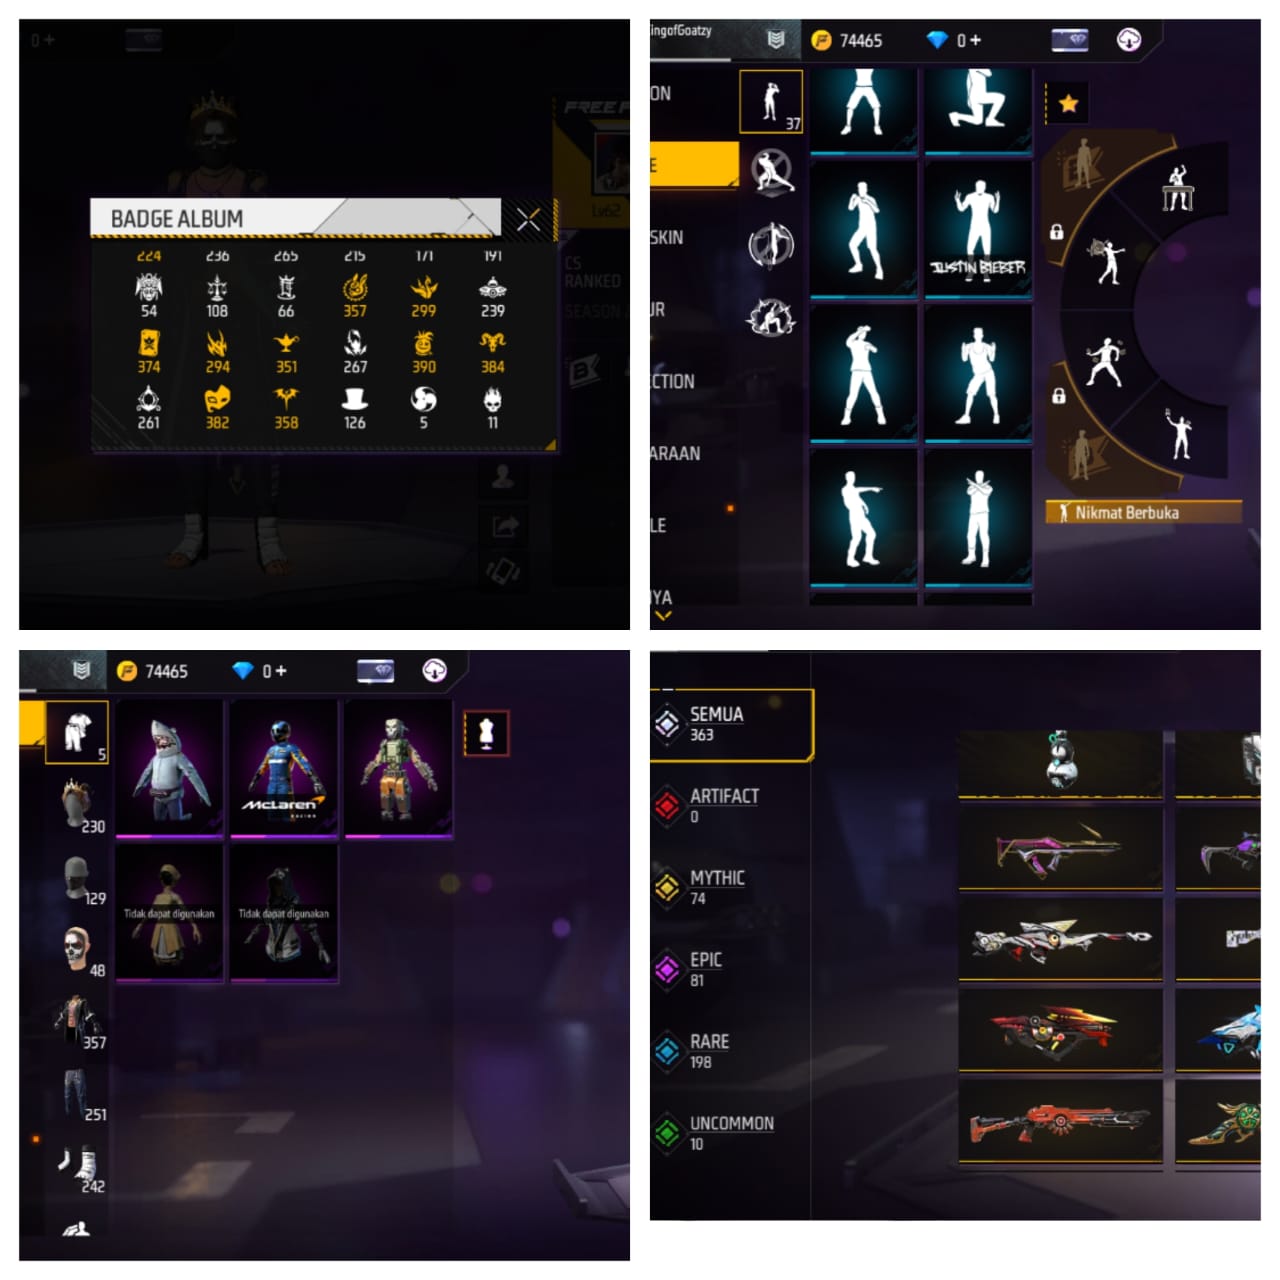 0 +
FREE F
Lv62
BADGE ALBUM
224 236 265 215 171 191
54 108 66 357 299 239
374 294 351 267 390 384
261 382 358 126 5 11
CS
RANKED
SEASON
ingofGoatzy
74465
0 +
ON
37
E
SKIN
JUSTIN BIEBER
UR
CTION
ARAAN
LE
Nikmat Berbuka
NYA
74465
0 +
5
McLaren
RACING
230
129
Tidak dapat digunakan
Tidak dapat digunakan
48
357
251
242
SEMUA
363
ARTIFACT
0
MYTHIC
74
EPIC
81
RARE
198
UNCOMMON
10